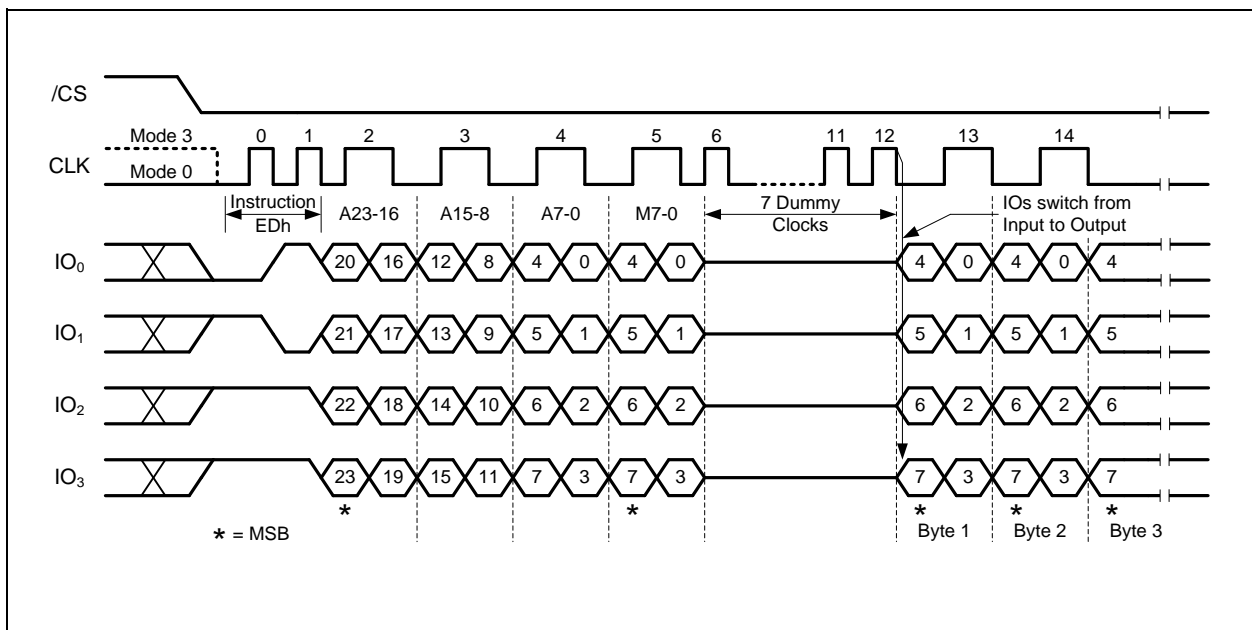 /CS
Mode 3 0 1 2 3 4 5 6 11 12 13 14
CLK
Mode 0
Instruction
EDh
A23-16 A15-8 A7-0 M7-0
7 Dummy
Clocks
IOs switch from
Input to Output
IO0 20 16 12 8 4 0 4 0 4 0 4 0 4
IO1 21 17 13 9 5 1 5 1 5 1 5 1 5
IO2 22 18 14 10 6 2 6 2 6 2 6 2 6
IO3 23 19 15 11 7 3 7 3 7 3 7 3 7
* * * * *
* = MSB
Byte 1 Byte 2 Byte 3